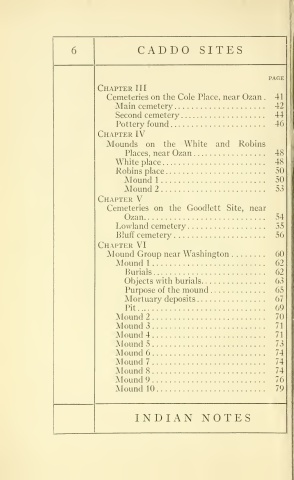 6
CADDO SITES
PAGE
CHAPTER III
Cemeteries on the Cole Place, near Ozan . 41
Main cemetery . . . . . . . . . . . . . . . . . . . . 42
Second cemetery . . . . . . . . . . . . . . . . . . 44
Pottery found . . . . . . . . . . . . . . . . . . . . . 46
CHAPTER IV
Mounds on the White and Robins
Places, near Ozan . . . . . . . . . . . . . . . . 48
White place . . . . . . . . . . . . . . . . . . . . . . . 48
Robins place . . . . . . . . . . . . . . . . . . . . . . 50
Mound 1 . . . . . . . . . . . . . . . . . . . . . . . 50
Mound 2 . . . . . . . . . . . . . . . . . . . . . . . 53
CHAPTER V
Cemeteries on the Goodlett Site, near
Ozan. . . . . . . . . . . . . . . . . . . . . . . . . . 54
Lowland cemetery . . . . . . . . . . . . . . . . . 35
Bluff cemetery . . . . . . . . . . . . . . . . . . . . 56
CHAPTER VI
Mound Group near Washington . . . . . . . . 60
Mound 1 . . . . . . . . . . . . . . . . . . . . . . . . . 62
Burials . . . . . . . . . . . . . . . . . . . . . . . . . 62
Objects with burials. . . . . . . . . . . . . . 63
Purpose of the mound . . . . . . . . . . . . 65
Mortuary deposits . . . . . . . . . . . . . . . 67
Pit . . . . . . . . . . . . . . . . . . . . . . . . . . . . 69
Mound 2 . . . . . . . . . . . . . . . . . . . . . . . . . 70
Mound 3 . . . . . . . . . . . . . . . . . . . . . . . . . 71
Mound 4 . . . . . . . . . . . . . . . . . . . . . . . . . 71
Mound 5 . . . . . . . . . . . . . . . . . . . . . . . . . 73
Mound 6 . . . . . . . . . . . . . . . . . . . . . . . . . 74
Mound 7 . . . . . . . . . . . . . . . . . . . . . . . . . 74
Mound 8 . . . . . . . . . . . . . . . . . . . . . . . . . 74
Mound 9 . . . . . . . . . . . . . . . . . . . . . . . . . 76
Mound 10 . . . . . . . . . . . . . . . . . . . . . . . . 79
INDIAN NOTES